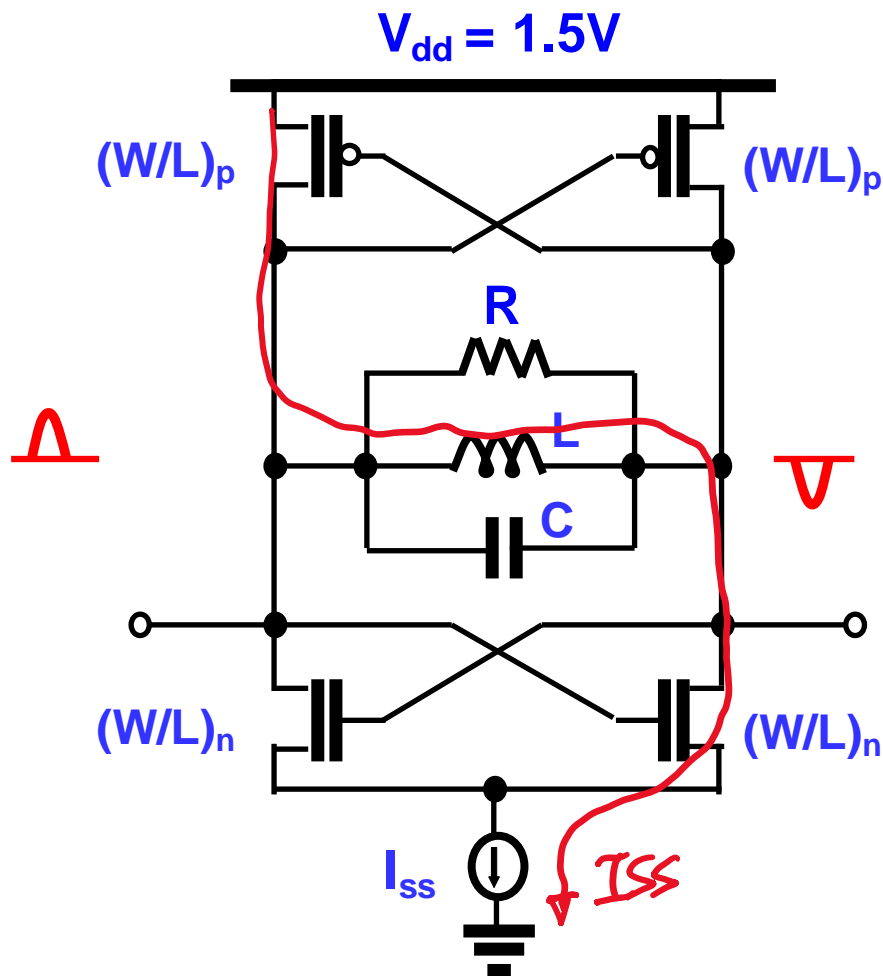 Vdd = 1.5V
(W/L)p
(W/L)p
R
L
C
(W/L)n
(W/L)n
Iss
ISS